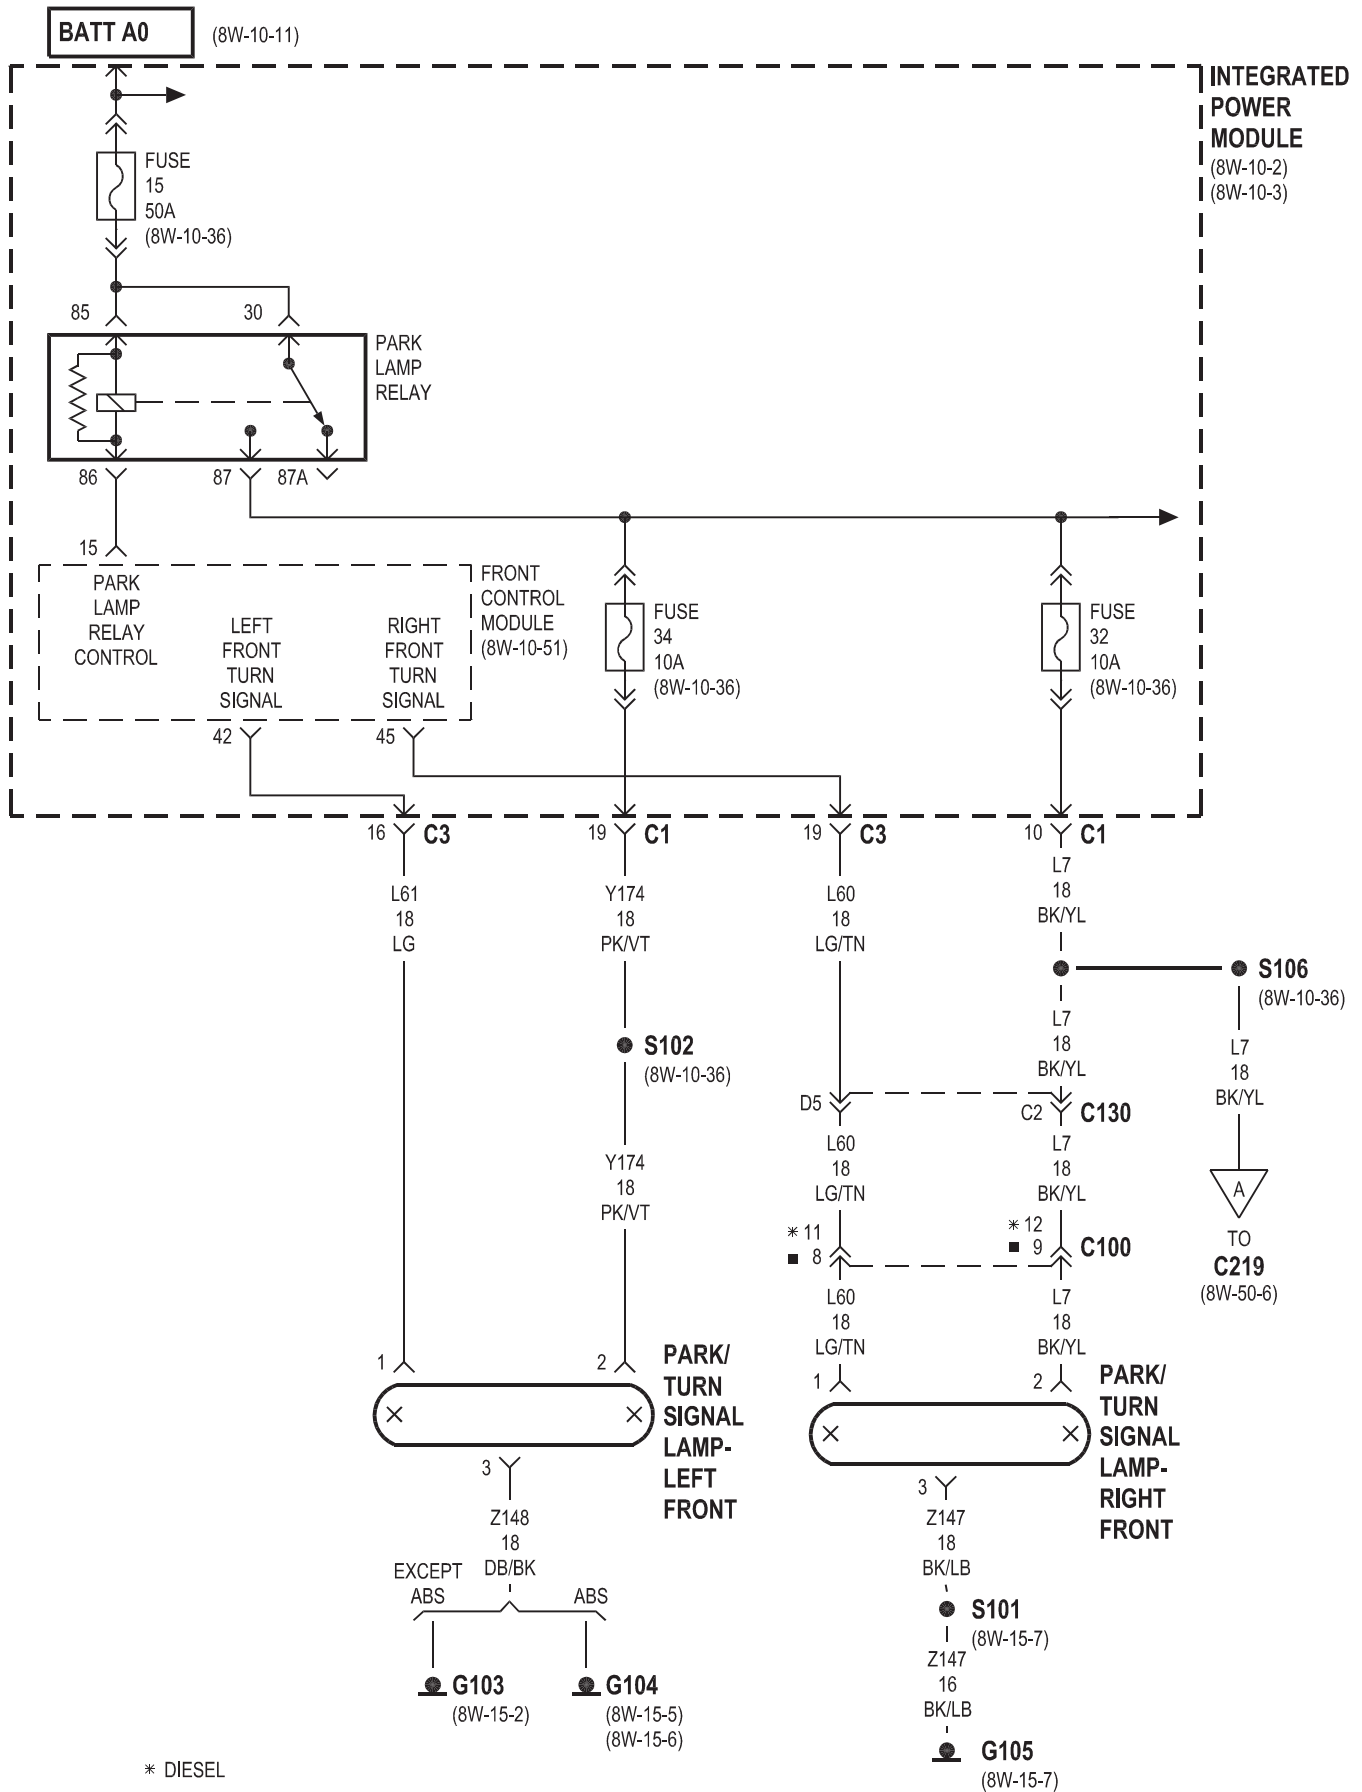 BATT A0
(8W-10-11)
INTEGRATED
POWER
MODULE
(8W-10-2)
(8W-10-3)
FUSE
15
50A
(8W-10-36)
85
30
PARK
LAMP
RELAY
86
87
87A
15
PARK
LAMP
RELAY
CONTROL
LEFT
FRONT
TURN
SIGNAL
RIGHT
FRONT
TURN
SIGNAL
FRONT
CONTROL
MODULE
(8W-10-51)
FUSE
34
10A
(8W-10-36)
FUSE
32
10A
(8W-10-36)
42
45
16
C3
19
C1
19
C3
10
C1
L61
18
LG
Y174
18
PK/VT
L60
18
LG/TN
L7
18
BK/YL
S106
(8W-10-36)
S102
(8W-10-36)
L7
18
BK/YL
L7
18
BK/YL
D5
C2
C130
Y174
18
PK/VT
L60
18
LG/TN
L7
18
BK/YL
A
TO
C219
(8W-50-6)
* 11
■ 8
* 12
■ 9
C100
L60
18
LG/TN
L7
18
BK/YL
1
2
PARK/
TURN
SIGNAL
LAMP-
LEFT
FRONT
1
2
PARK/
TURN
SIGNAL
LAMP-
RIGHT
FRONT
3
Z148
18
DB/BK
EXCEPT
ABS
ABS
G103
(8W-15-2)
G104
(8W-15-5)
(8W-15-6)
3
Z147
18
BK/LB
S101
(8W-15-7)
Z147
16
BK/LB
G105
(8W-15-7)
* DIESEL